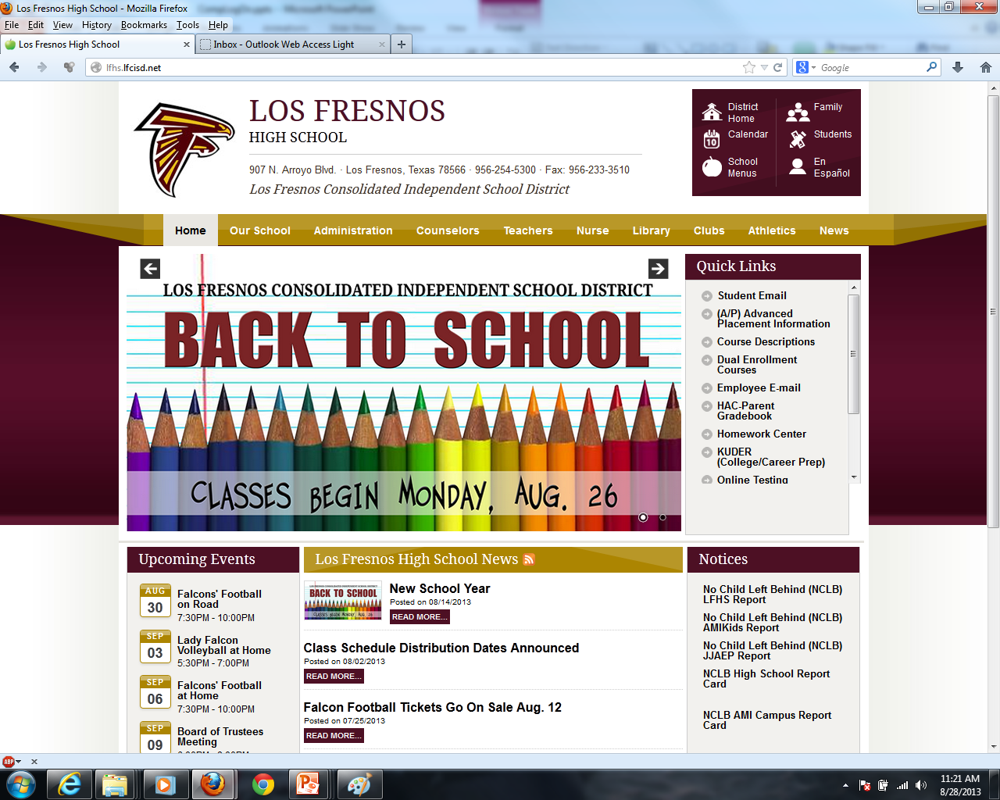 Los Fresnos High School - Mozilla Firefox
File Edit View History Bookmarks Tools Help
Los Fresnos High School
Inbox - Outlook Web Access Light
lfhs.lfcisd.net
Google
LOS FRESNOS
HIGH SCHOOL
907 N. Arroyo Blvd. · Los Fresnos, Texas 78566 · 956-254-5300 · Fax: 956-233-3510
Los Fresnos Consolidated Independent School District
District
Home
Family
Calendar
Students
School
Menus
En
Español
Home Our School Administration Counselors Teachers Nurse Library Clubs Athletics News
LOS FRESNOS CONSOLIDATED INDEPENDENT SCHOOL DISTRICT
BACK TO SCHOOL
CLASSES BEGIN MONDAY, AUG. 26
Quick Links
Student Email
(A/P) Advanced
Placement Information
Course Descriptions
Dual Enrollment
Courses
Employee E-mail
HAC-Parent
Gradebook
Homework Center
KUDER
(College/Career Prep)
Online Testing
Upcoming Events
AUG
30
Falcons' Football
on Road
7:30PM - 10:00PM
SEP
03
Lady Falcon
Volleyball at Home
5:30PM - 7:00PM
SEP
06
Falcons' Football
at Home
7:30PM - 10:00PM
SEP
09
Board of Trustees
Meeting
Los Fresnos High School News
LOS FRESNOS CONSOLIDATED INDEPENDENT SCHOOL DISTRICT
BACK TO SCHOOL
CLASSES BEGIN MONDAY, AUG. 26
New School Year
Posted on 08/14/2013
READ MORE...
Class Schedule Distribution Dates Announced
Posted on 08/02/2013
READ MORE...
Falcon Football Tickets Go On Sale Aug. 12
Posted on 07/25/2013
READ MORE...
Notices
No Child Left Behind (NCLB)
LFHS Report
No Child Left Behind (NCLB)
AMIKids Report
No Child Left Behind (NCLB)
JJAEP Report
NCLB High School Report
Card
NCLB AMI Campus Report
Card
ABP
11:21 AM
8/28/2013